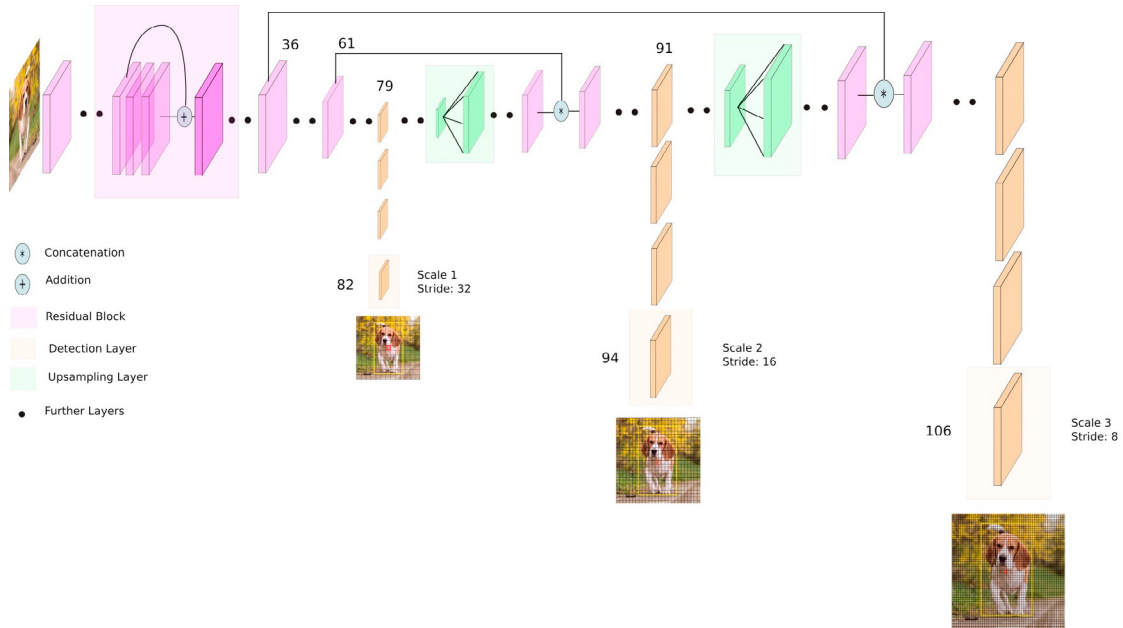 36
61
91
79
Concatenation
Addition
Residual Block
Detection Layer
Upsampling Layer
Further Layers
82
Scale 1
Stride: 32
94
Scale 2
Stride: 16
106
Scale 3
Stride: 8